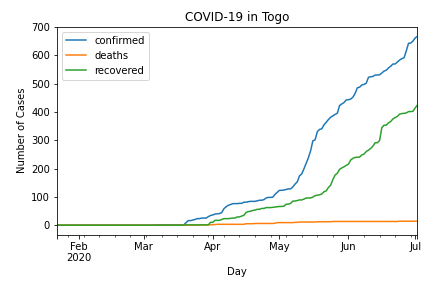 COVID-19 in Togo
confirmed
deaths
recovered
Number of Cases
700
600
500
400
300
200
100
0
Feb
2020
Mar
Apr
May
Jun
Jul
Day